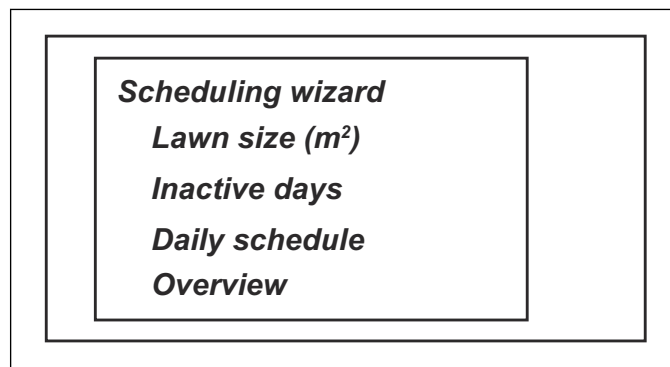 Scheduling wizard
Lawn size (m²)
Inactive days
Daily schedule
Overview